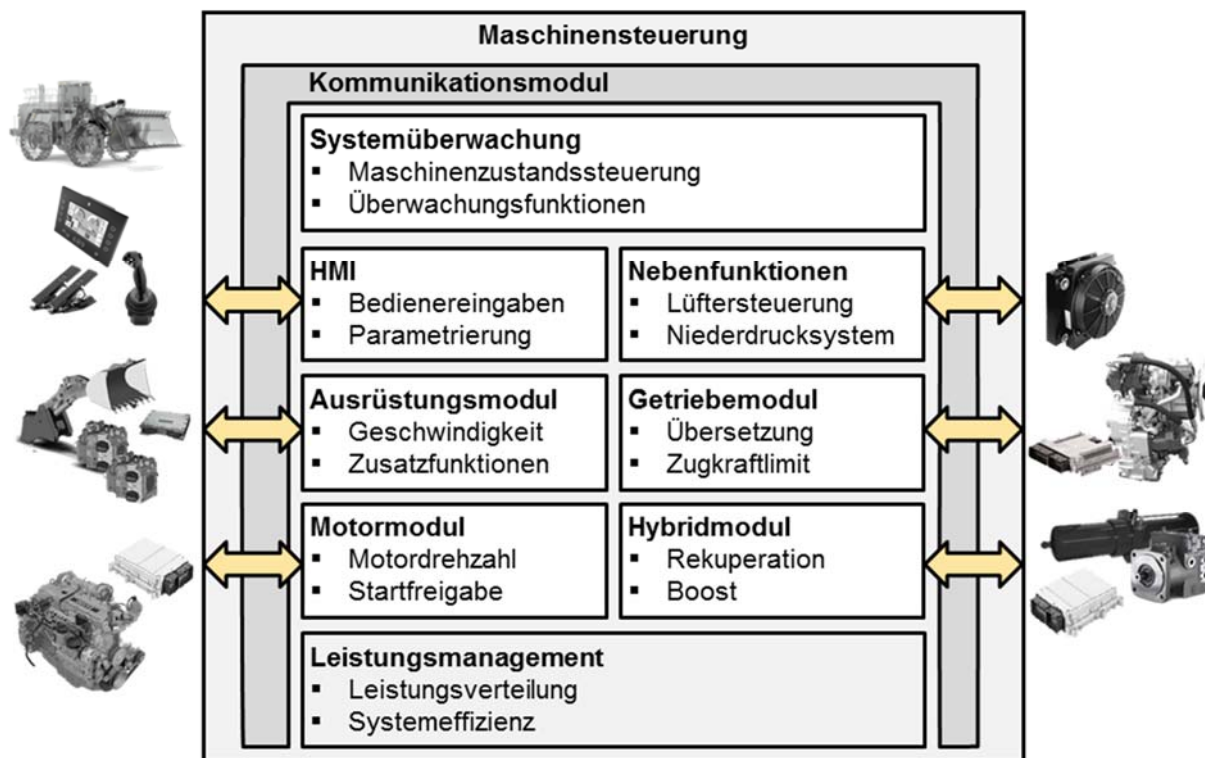 Maschinensteuerung
Kommunikationsmodul
Systemüberwachung
▪ Maschinenzustandssteuerung
▪ Überwachungsfunktionen
HMI
▪ Bedienereingaben
▪ Parametrierung
Nebenfunktionen
▪ Lüftersteuerung
▪ Niederdrucksystem
Ausrüstungsmodul
▪ Geschwindigkeit
▪ Zusatzfunktionen
Getriebemodul
▪ Übersetzung
▪ Zugkraftlimit
Motormodul
▪ Motordrehzahl
▪ Startfreigabe
Hybridmodul
▪ Rekuperation
▪ Boost
Leistungsmanagement
▪ Leistungsverteilung
▪ Systemeffizienz